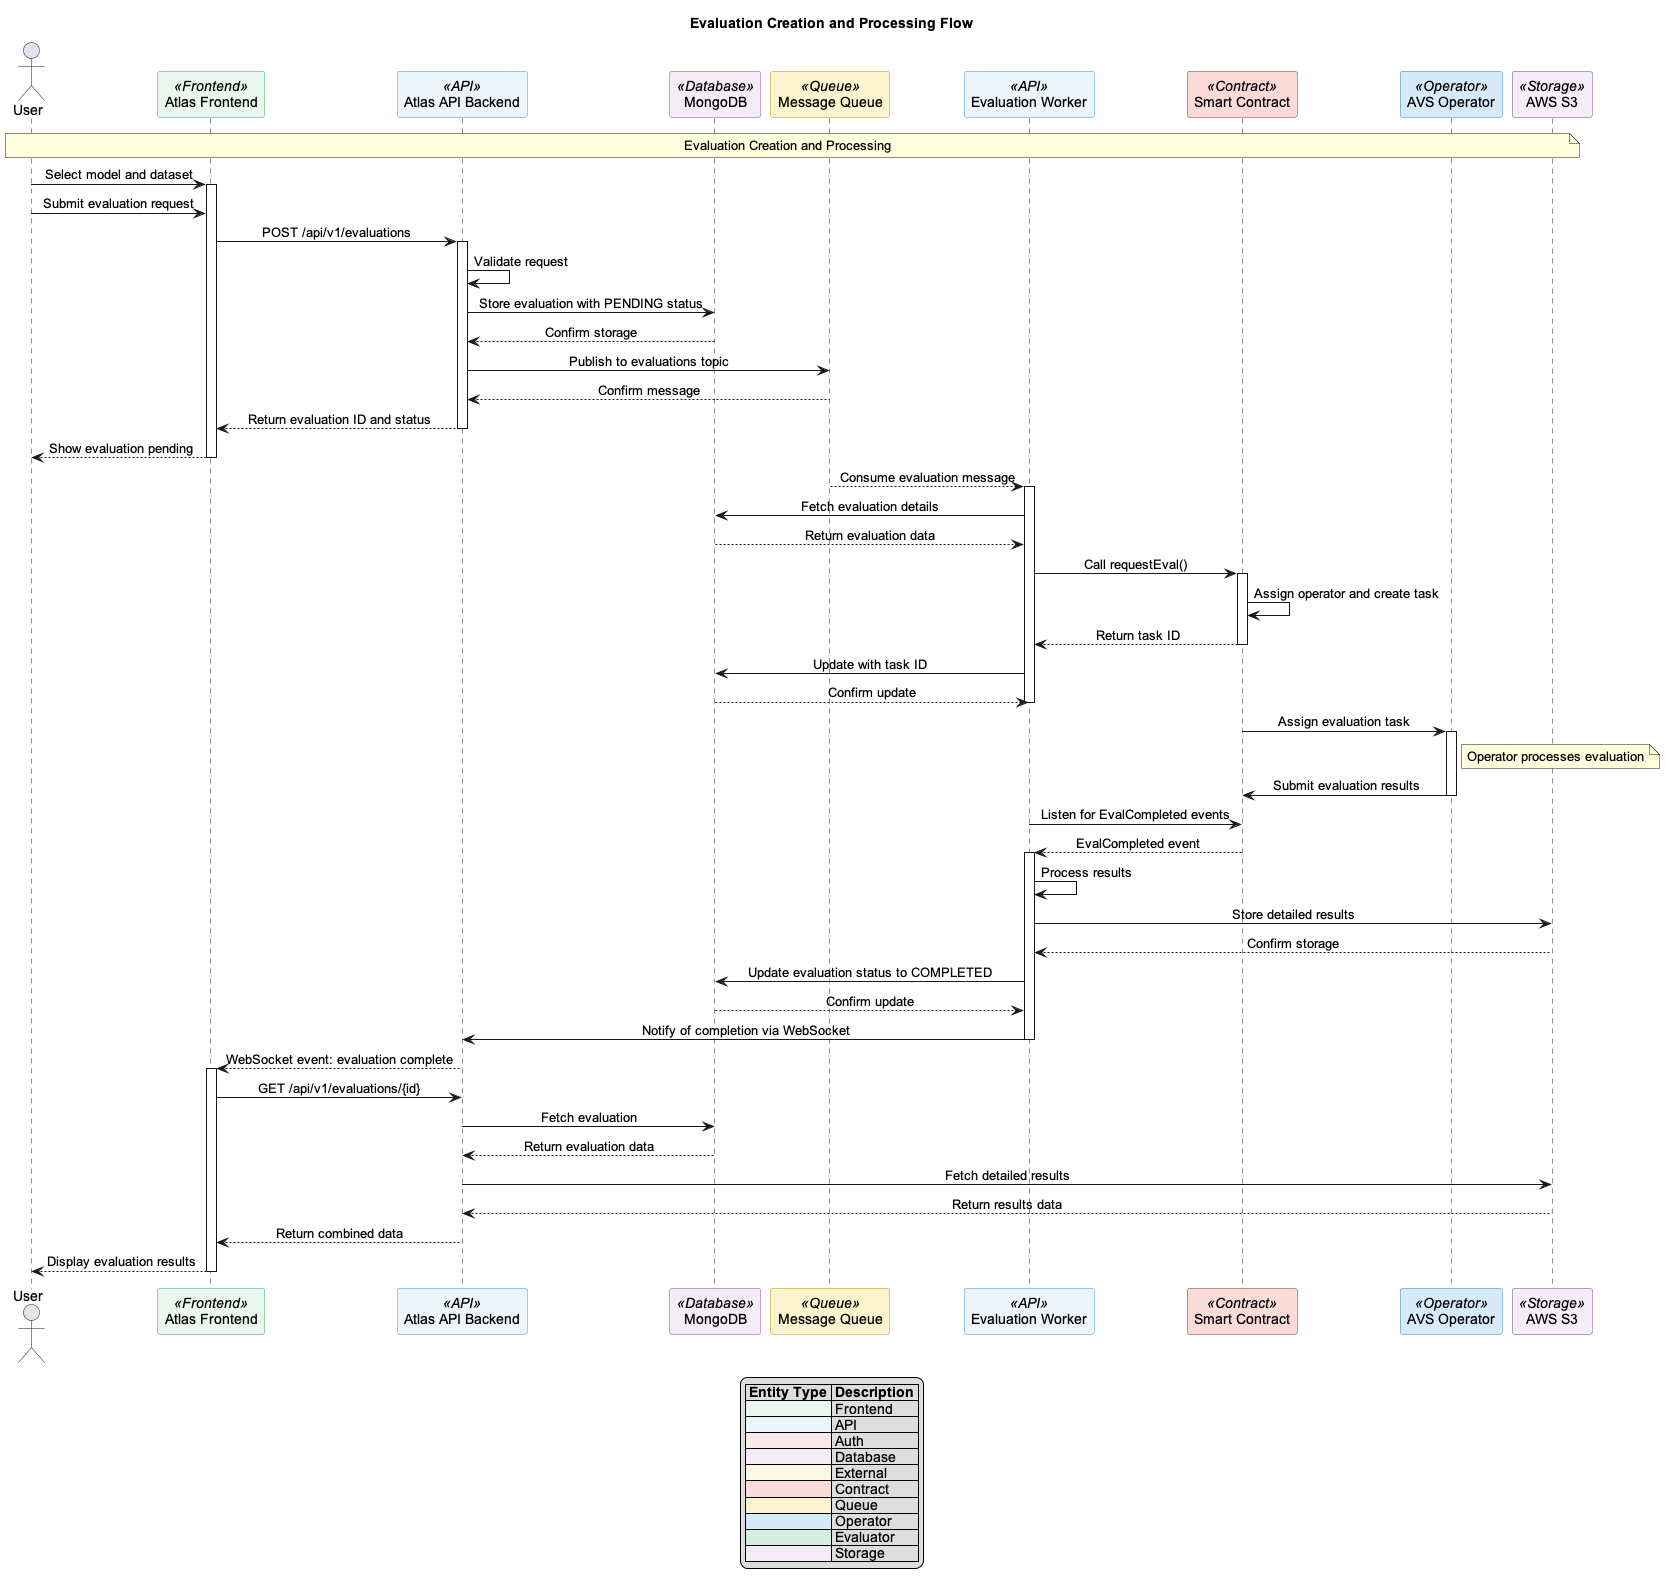 Evaluation Creation and Processing Flow
User
«Frontend»
Atlas Frontend
«API»
Atlas API Backend
«Database»
MongoDB
«Queue»
Message Queue
«API»
Evaluation Worker
«Contract»
Smart Contract
«Operator»
AVS Operator
«Storage»
AWS S3
Evaluation Creation and Processing
Select model and dataset
Submit evaluation request
POST /api/v1/evaluations
Validate request
Store evaluation with PENDING status
Confirm storage
Publish to evaluations topic
Confirm message
Return evaluation ID and status
Show evaluation pending
Consume evaluation message
Fetch evaluation details
Return evaluation data
Call requestEval()
Assign operator and create task
Return task ID
Update with task ID
Confirm update
Assign evaluation task
Operator processes evaluation
Submit evaluation results
Listen for EvalCompleted events
EvalCompleted event
Process results
Store detailed results
Confirm storage
Update evaluation status to COMPLETED
Confirm update
Notify of completion via WebSocket
WebSocket event: evaluation complete
GET /api/v1/evaluations/{id}
Fetch evaluation
Return evaluation data
Fetch detailed results
Return results data
Return combined data
Display evaluation results
User
«Frontend»
Atlas Frontend
«API»
Atlas API Backend
«Database»
MongoDB
«Queue»
Message Queue
«API»
Evaluation Worker
«Contract»
Smart Contract
«Operator»
AVS Operator
«Storage»
AWS S3
Entity Type Description
Frontend
API
Auth
Database
External
Contract
Queue
Operator
Evaluator
Storage